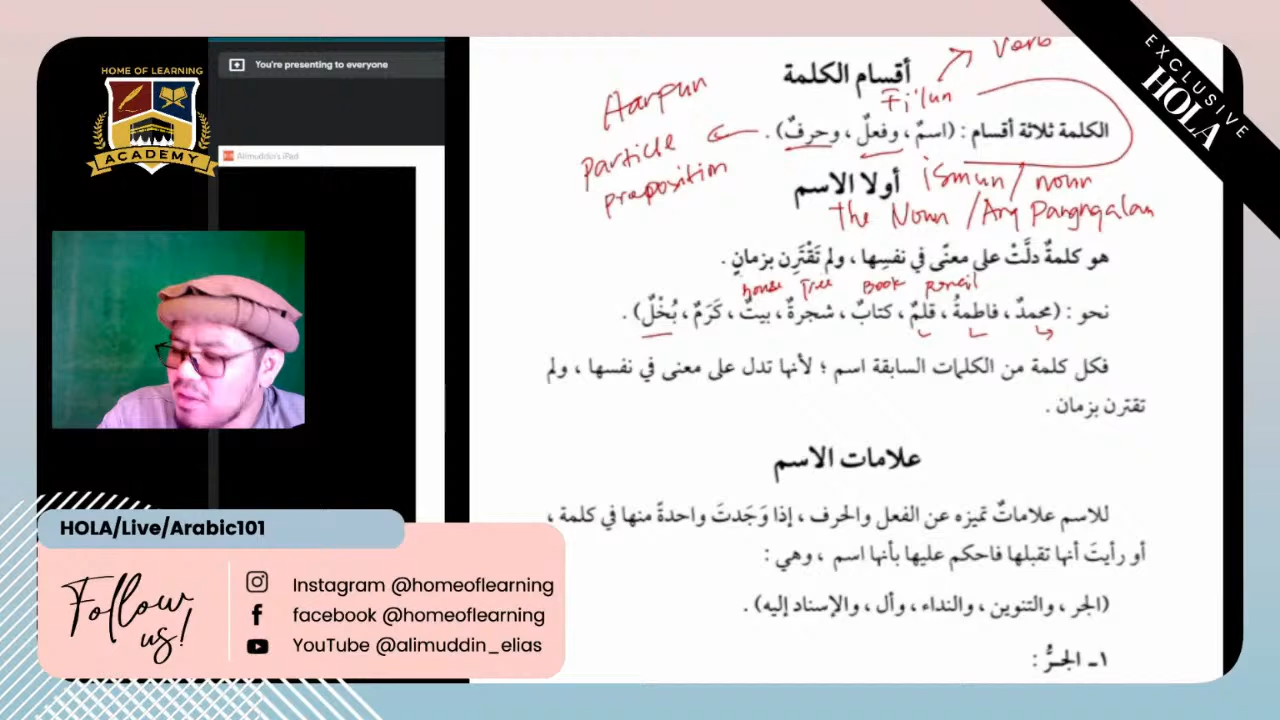 HOME OF LEARNING
ACADEMY
You're presenting to everyone
Alimuddin's iPad
EXCLUSIVE
HOLA
Verb
أقسام الكلمة
Fi'lun
الكلمة ثلاثة أقسام : (اسمٌ ، وفعلٌ ، وحرفٌ) .
particle
preposition
أولا الاسم
ismun / noun
the Noun / Ang Pangngalan
هو كلمةٌ دلَّتْ على معنًى في نفسِها ، ولم تَقْتَرِن بزمانٍ .
house Tree Book pencil
نحو : (محمدٌ ، فاطمةُ ، قلمٌ ، كتابٌ ، شجرةٌ ، بيتٌ ، كَرَمٌ ، بُخْلٌ) .
فكل كلمة من الكلمات السابقة اسم ؛ لأنها تدل على معنى في نفسها ، ولم
تقترن بزمان .
علامات الاسم
للاسم علاماتٌ تميزه عن الفعل والحرف ، إذا وَجَدتَ واحدةً منها في كلمة ،
أو رأيتَ أنها تقبلها فاحكم عليها بأنها اسم ، وهي :
(الجر ، والتنوين ، والنداء ، وأل ، والإسناد إليه) .
١ـ الجَـرُّ :
HOLA/Live/Arabic101
Follow
us!
Instagram @homeoflearning
facebook @homeoflearning
YouTube @alimuddin_elias